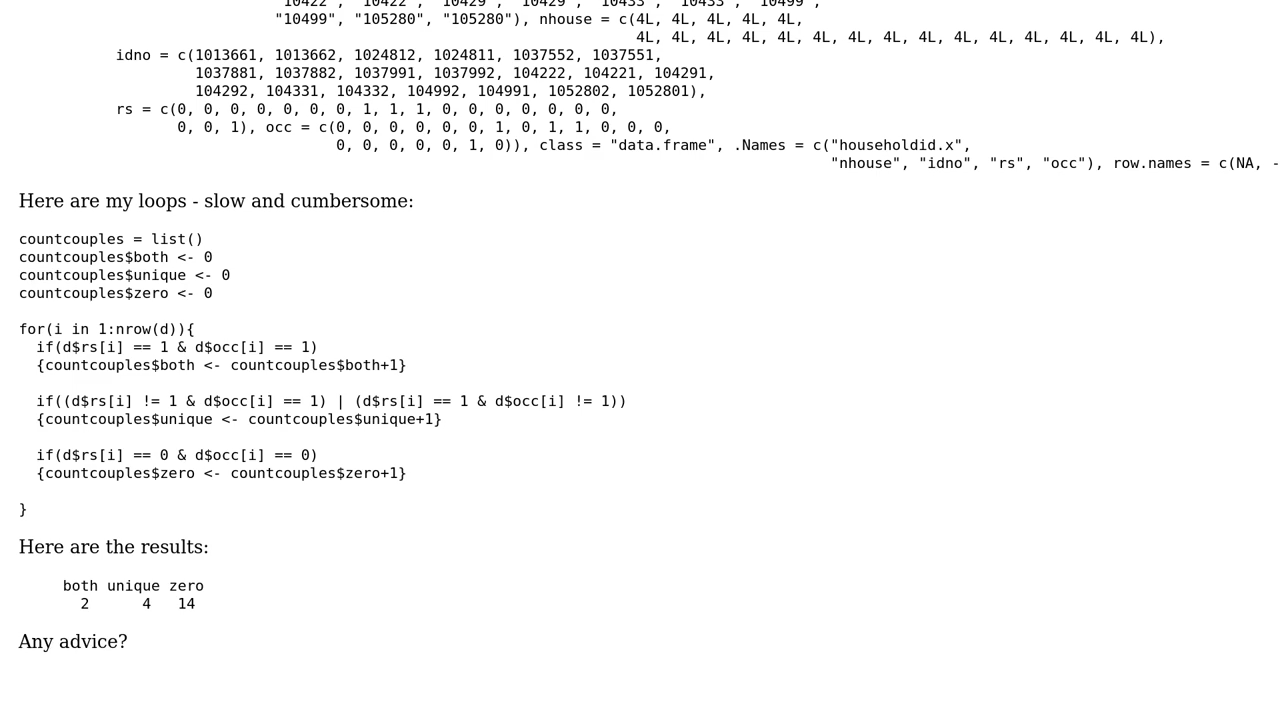 "10422", "10422", "10429", "10429", "10433", "10433", "10499",
"10499", "105280", "105280"), nhouse = c(4L, 4L, 4L, 4L, 4L,
4L, 4L, 4L, 4L, 4L, 4L, 4L, 4L, 4L, 4L, 4L, 4L, 4L, 4L, 4L),
idno = c(1013661, 1013662, 1024812, 1024811, 1037552, 1037551,
1037881, 1037882, 1037991, 1037992, 104222, 104221, 104291,
104292, 104331, 104332, 104992, 104991, 1052802, 1052801),
rs = c(0, 0, 0, 0, 0, 0, 0, 1, 1, 1, 0, 0, 0, 0, 0, 0, 0,
0, 0, 1), occ = c(0, 0, 0, 0, 0, 0, 1, 0, 1, 1, 0, 0, 0,
0, 0, 0, 0, 0, 1, 0)), class = "data.frame", .Names = c("householdid.x",
"nhouse", "idno", "rs", "occ"), row.names = c(NA, -
Here are my loops - slow and cumbersome:
countcouples = list()
countcouples$both <- 0
countcouples$unique <- 0
countcouples$zero <- 0
for(i in 1:nrow(d)){
if(d$rs[i] == 1 & d$occ[i] == 1)
{countcouples$both <- countcouples$both+1}
if((d$rs[i] != 1 & d$occ[i] == 1) | (d$rs[i] == 1 & d$occ[i] != 1))
{countcouples$unique <- countcouples$unique+1}
if(d$rs[i] == 0 & d$occ[i] == 0)
{countcouples$zero <- countcouples$zero+1}
}
Here are the results:
both unique zero
2 4 14
Any advice?